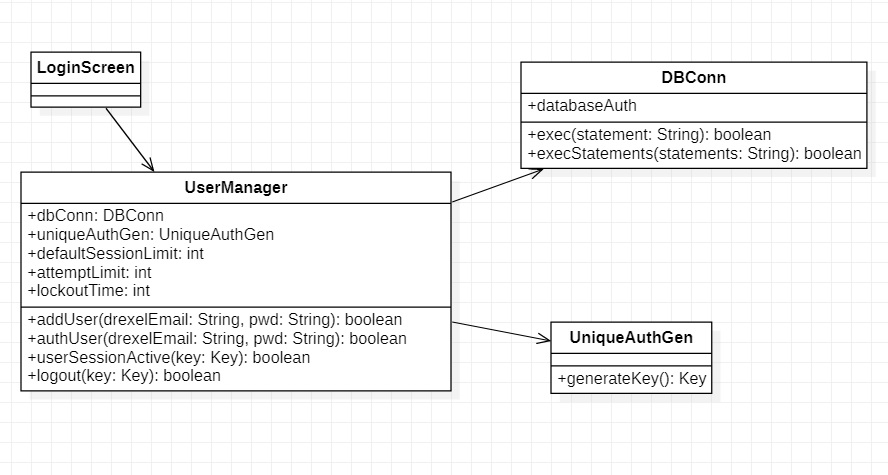 LoginScreen
DBConn
+databaseAuth
+exec(statement: String): boolean
+execStatements(statements: String): boolean
UserManager
+dbConn: DBConn
+uniqueAuthGen: UniqueAuthGen
+defaultSessionLimit: int
+attemptLimit: int
+lockoutTime: int
+addUser(drexelEmail: String, pwd: String): boolean
+authUser(drexelEmail: String, pwd: String): boolean
+userSessionActive(key: Key): boolean
+logout(key: Key): boolean
UniqueAuthGen
+generateKey(): Key